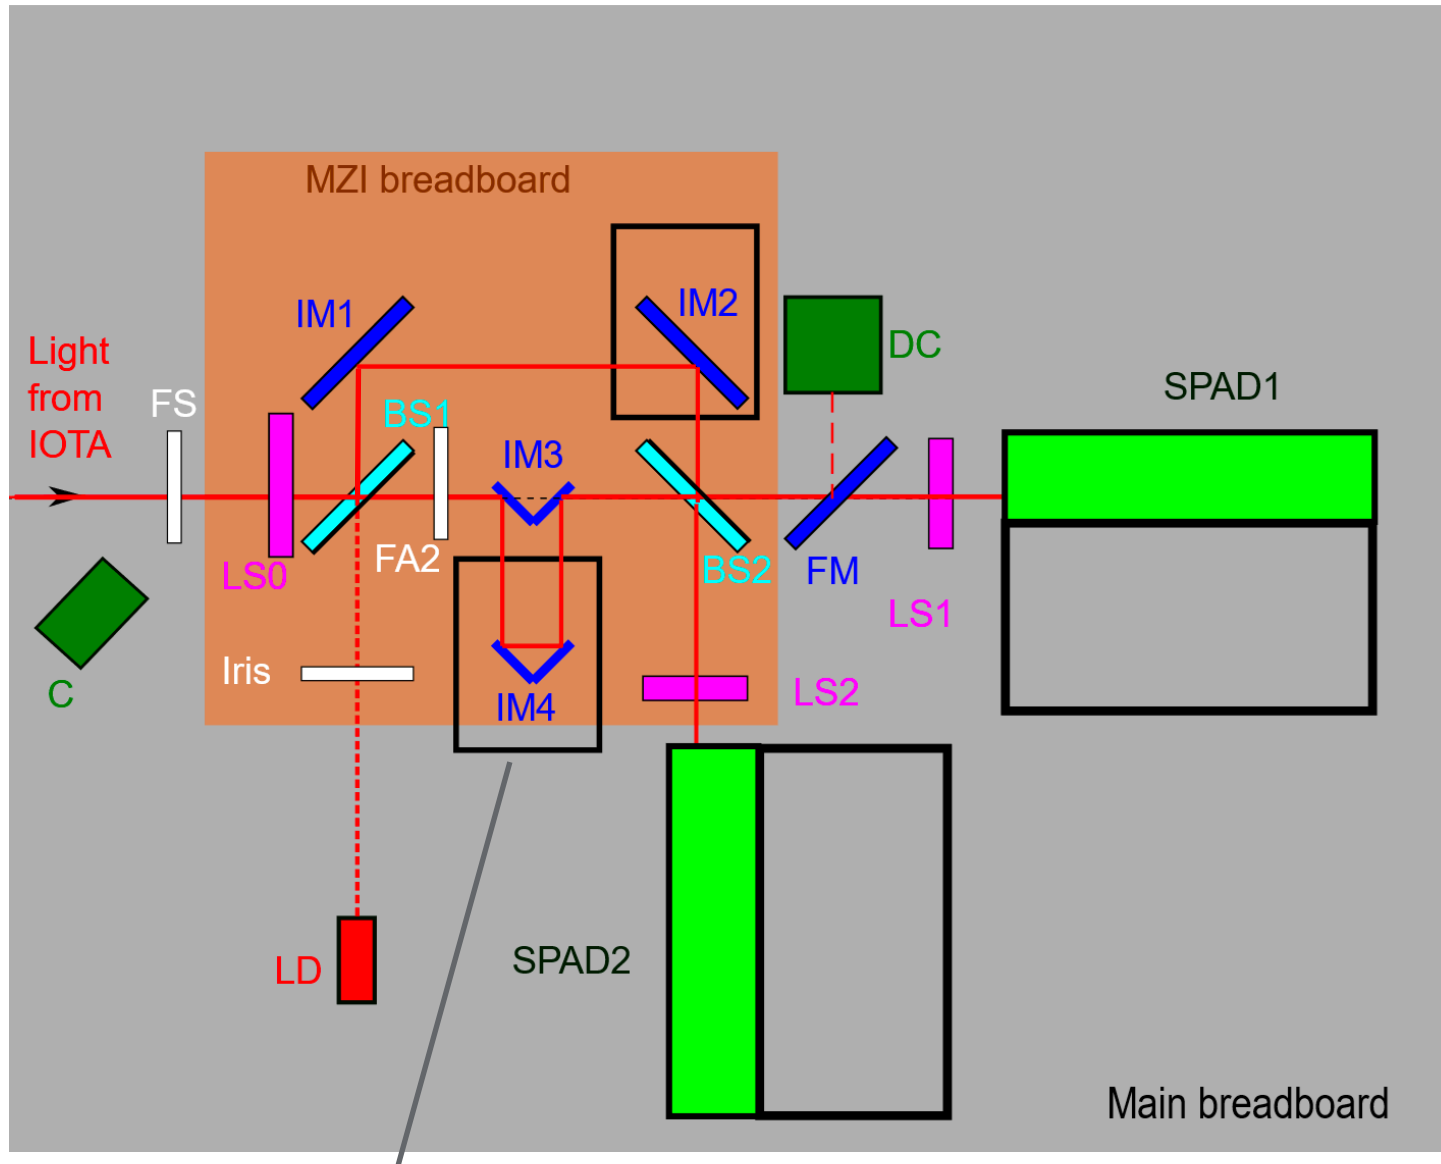 MZI breadboard
IM1
IM2
Light
from
IOTA
FS
BS1
DC
SPAD1
IM3
FA2
LS0
BS2
FM
LS1
Iris
C
IM4
LS2
LD
SPAD2
Main breadboard